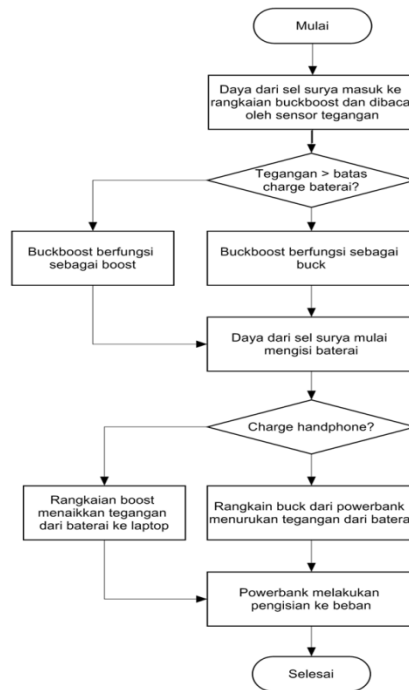 Mulai
Daya dari sel surya masuk ke
rangkaian buckboost dan dibaca
oleh sensor tegangan
Tegangan > batas
charge baterai?
Buckboost berfungsi
sebagai boost
Buckboost berfungsi sebagai
buck
Daya dari sel surya mulai
mengisi baterai
Charge handphone?
Rangkaian boost
menaikkan tegangan
dari baterai ke laptop
Rangkain buck dari powerbank
menurukan tegangan dari batera
Powerbank melakukan
pengisian ke beban
Selesai